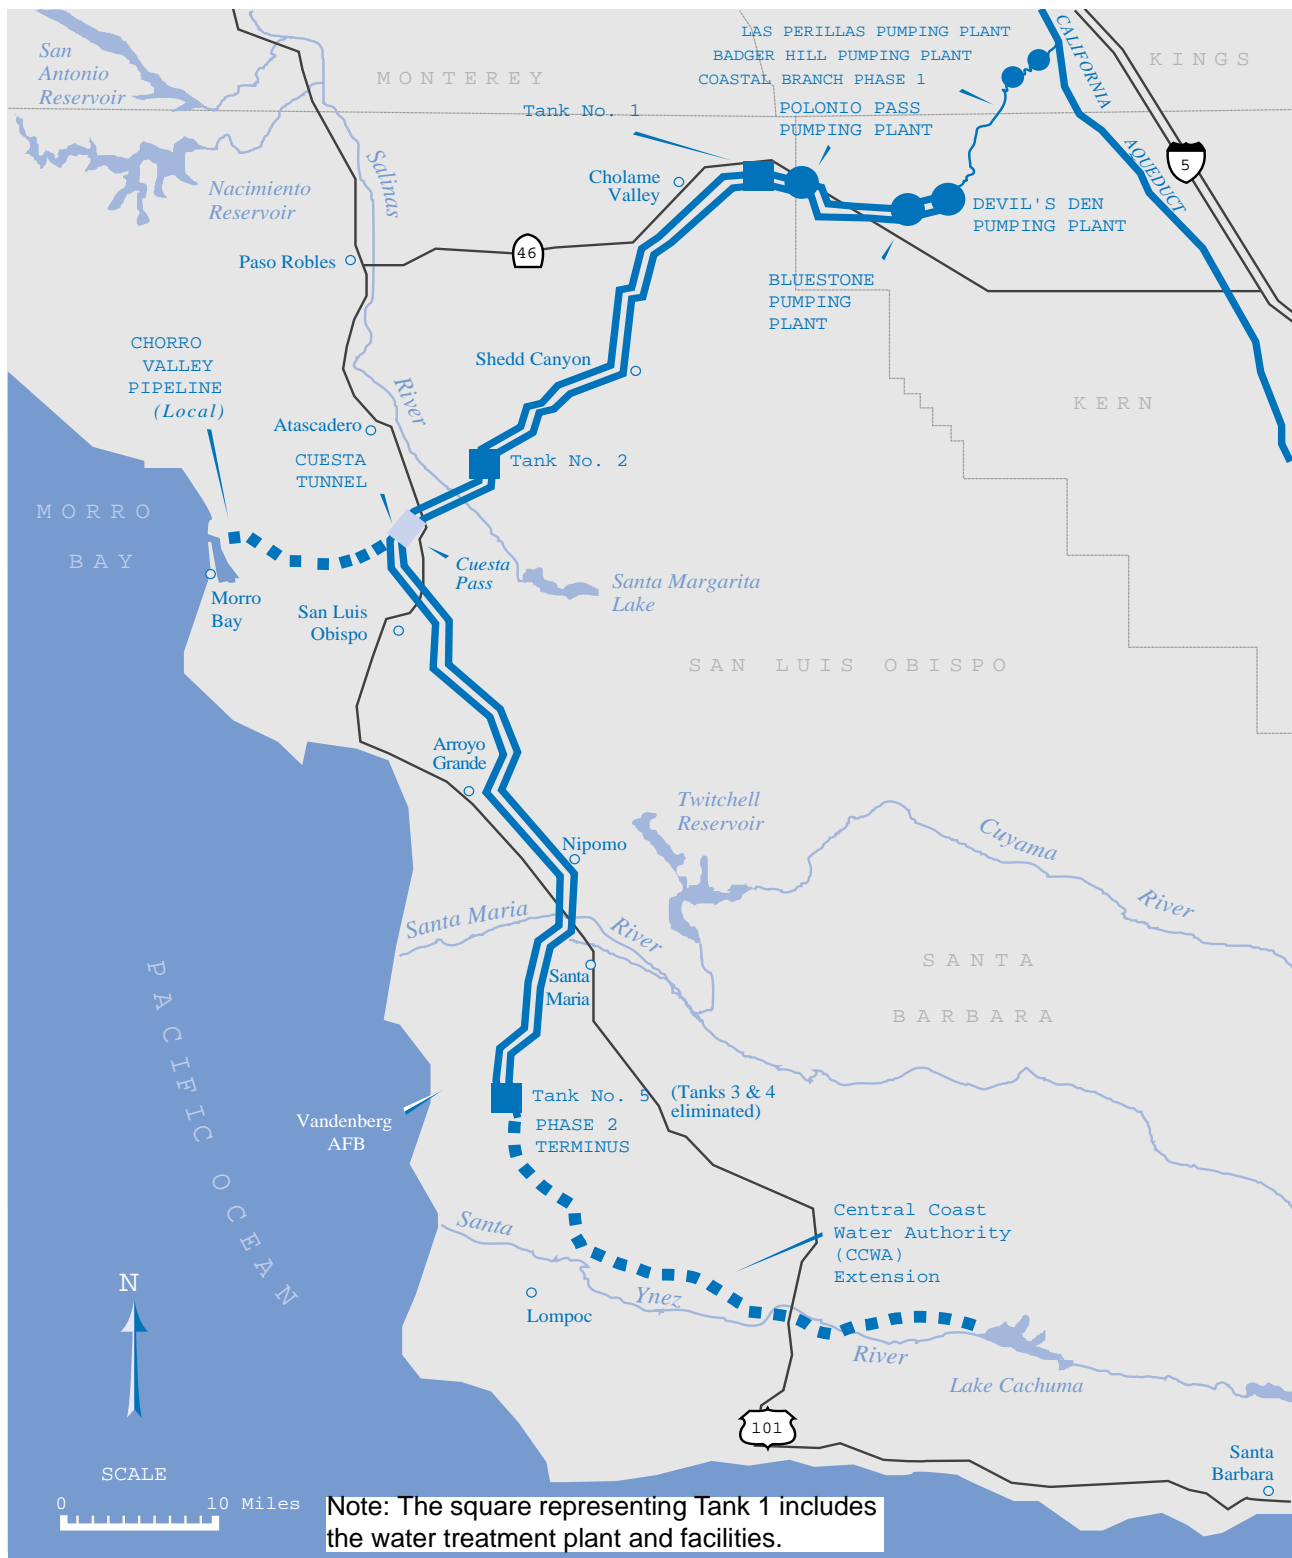 LAS PERILLAS PUMPING PLANT
BADGER HILL PUMPING PLANT
COASTAL BRANCH PHASE 1
CALIFORNIA
AQUEDUCT
KINGS
San
Antonio
Reservoir
MONTEREY
Tank No. 1
POLONIO PASS
PUMPING PLANT
5
Salinas
River
Cholame
Valley
Nacimiento
Reservoir
DEVIL'S DEN
PUMPING PLANT
46
Paso Robles
BLUESTONE
PUMPING
PLANT
CHORRO
VALLEY
PIPELINE
(Local)
Shedd Canyon
KERN
Atascadero
CUESTA
TUNNEL
Tank No. 2
MORRO
BAY
Cuesta
Pass
Santa Margarita
Lake
Morro
Bay
San Luis
Obispo
SAN LUIS OBISPO
Arroyo
Grande
Twitchell
Reservoir
Cuyama
River
Nipomo
Santa Maria
River
SANTA
BARBARA
Santa
Maria
PACIFIC OCEAN
Tank No. 5
(Tanks 3 & 4
eliminated)
Vandenberg
AFB
PHASE 2
TERMINUS
Central Coast
Water Authority
(CCWA)
Extension
Santa
Ynez
River
N
Lompoc
Lake Cachuma
101
Santa
Barbara
SCALE
0 10 Miles
Note: The square representing Tank 1 includes
the water treatment plant and facilities.